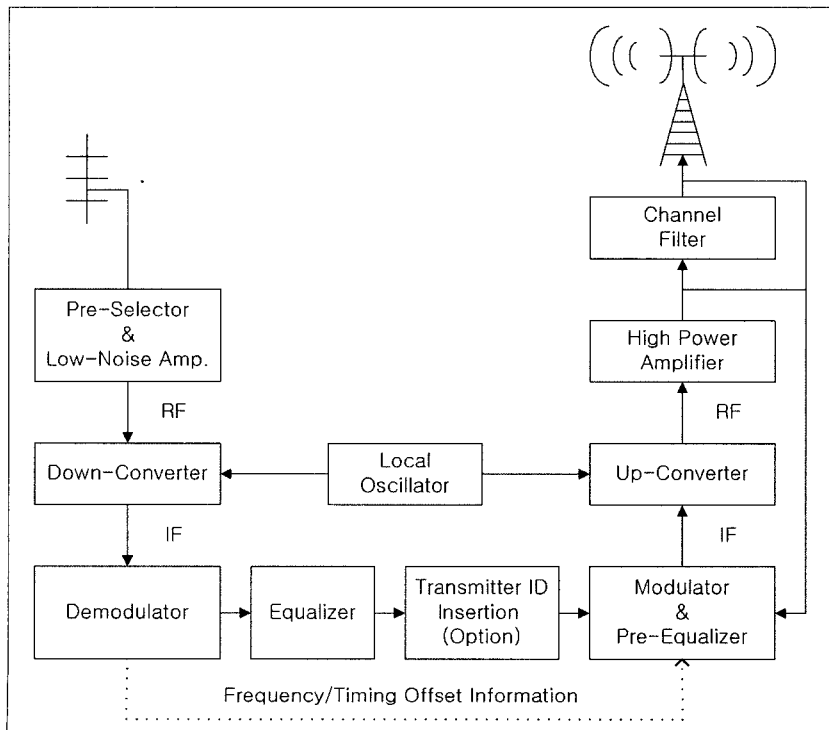 Pre-Selector
&
Low-Noise Amp.
RF
Down-Converter
IF
Demodulator
Equalizer
Transmitter ID
Insertion
(Option)
Modulator
&
Pre-Equalizer
IF
Up-Converter
Local
Oscillator
RF
High Power
Amplifier
Channel
Filter
Frequency/Timing Offset Information